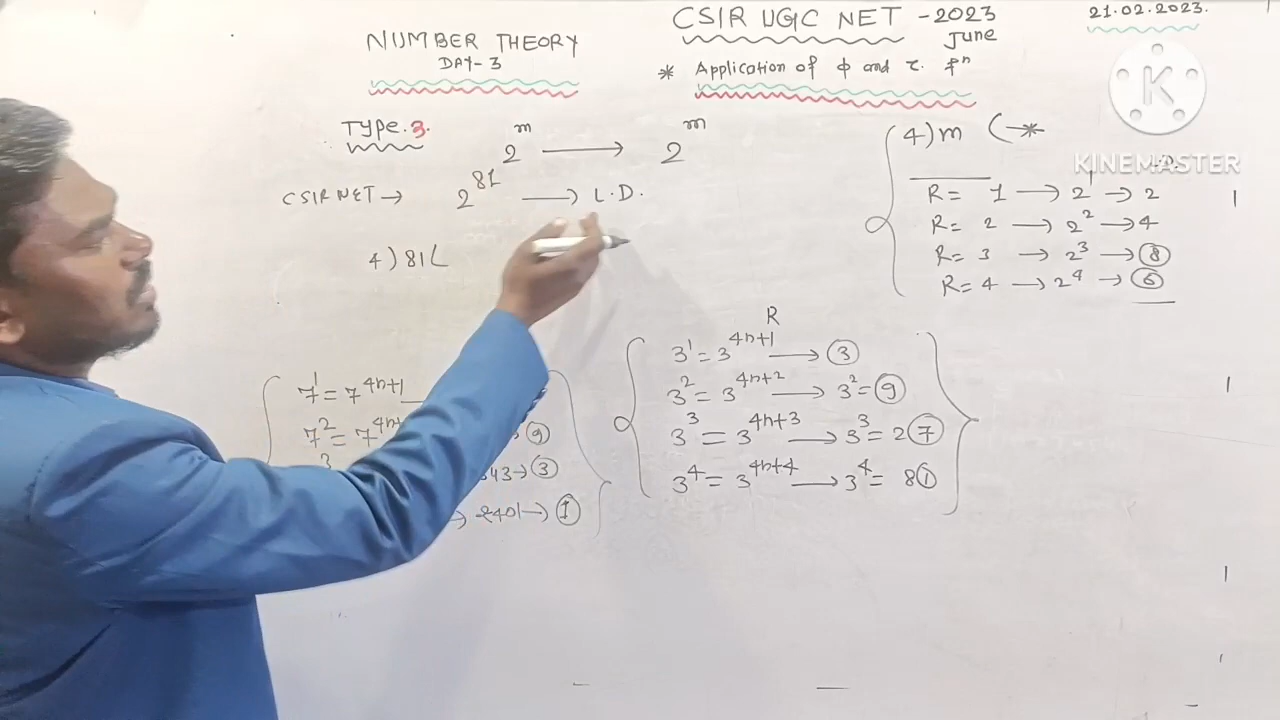 CSIR UGC NET - 2023
June
21.02.2023.
NUMBER THEORY
DAY-3
* Application of ϕ and τ. fⁿ
K
KINEMASTER
Type.3.
2^m → 2^m
CSIR NET → 2^81 → L.D.
4)81(
4)m(→*
R= 1 → 2^1 → 2
R= 2 → 2^2 → 4
R= 3 → 2^3 → 8
R= 4 → 2^4 → 6
R
3^1 = 3^4n+1 → 3
3^2 = 3^4n+2 → 3^2 = 9
3^3 = 3^4n+3 → 3^3 = 27
3^4 = 3^4n+4 → 3^4 = 81
7^1 = 7^4n+1
7^2 = 7^4n+ 9
3 343 → 3
→ 2401 → 1